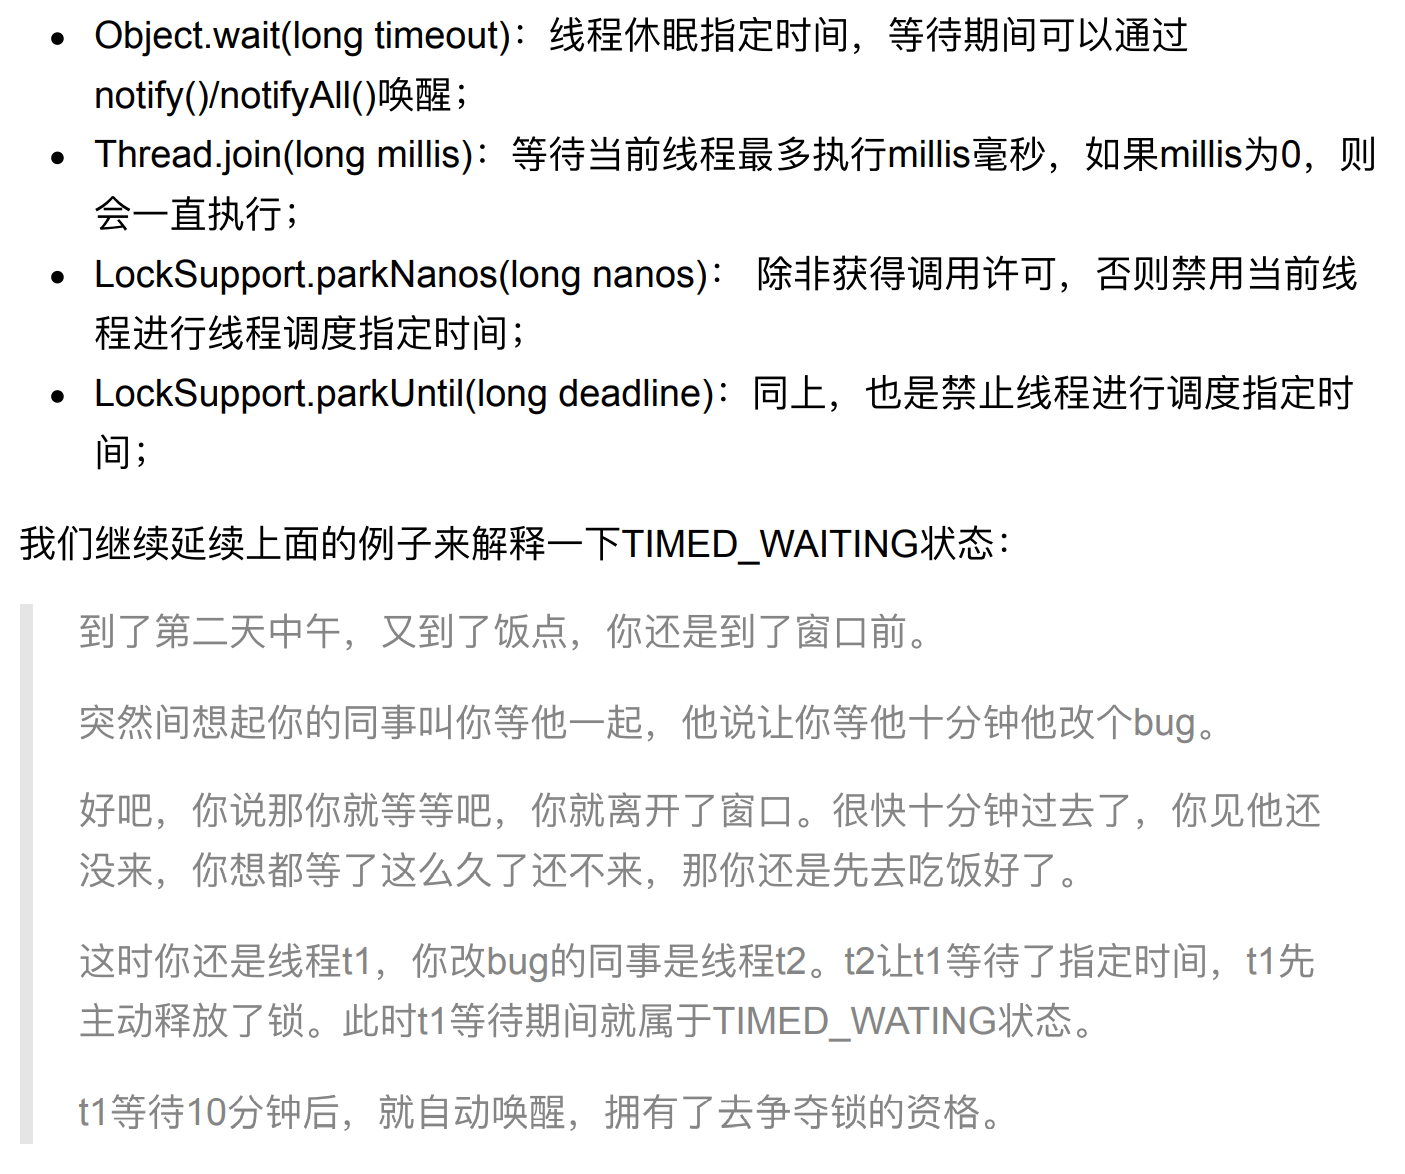 Object.wait(long timeout)：线程休眠指定时间，等待期间可以通过
notify()/notifyAll()唤醒；
Thread.join(long millis)：等待当前线程最多执行millis毫秒，如果millis为0，则
会一直执行；
LockSupport.parkNanos(long nanos)： 除非获得调用许可，否则禁用当前线
程进行线程调度指定时间；
LockSupport.parkUntil(long deadline)：同上，也是禁止线程进行调度指定时
间；
我们继续延续上面的例子来解释一下TIMED_WAITING状态：
到了第二天中午，又到了饭点，你还是到了窗口前。
突然间想起你的同事叫你等他一起，他说让你等他十分钟他改个bug。
好吧，你说那你就等等吧，你就离开了窗口。很快十分钟过去了，你见他还
没来，你想都等了这么久了还不来，那你还是先去吃饭好了。
这时你还是线程t1，你改bug的同事是线程t2。t2让t1等待了指定时间，t1先
主动释放了锁。此时t1等待期间就属于TIMED_WATING状态。
t1等待10分钟后，就自动唤醒，拥有了去争夺锁的资格。